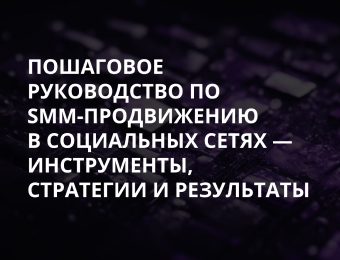 ПОШАГОВОЕ
РУКОВОДСТВО ПО
SMM-ПРОДВИЖЕНИЮ
В СОЦИАЛЬНЫХ СЕТЯХ —
ИНСТРУМЕНТЫ,
СТРАТЕГИИ И РЕЗУЛЬТАТЫ